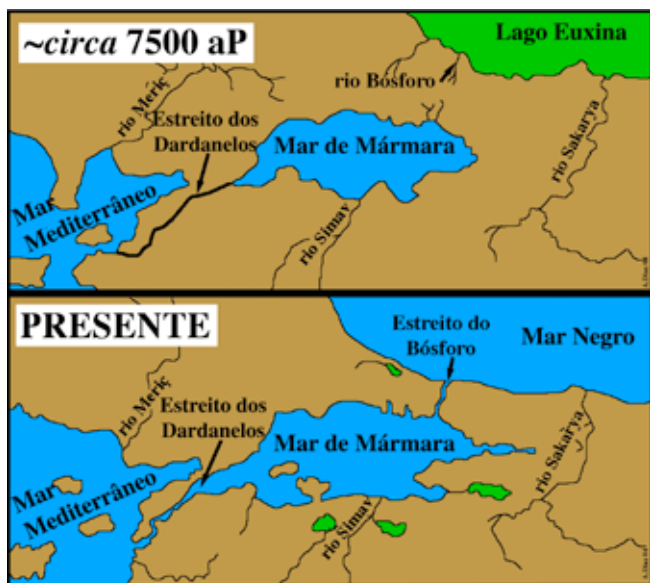 ~circa 7500 aP
Lago Euxina
rio Bósforo
rio Meriç
Estreito dos
Dardanelos
Mar de Mármara
rio Sakarya
Mar
Mediterrâneo
rio Simav
PRESENTE
Estreito do
Bósforo
Mar Negro
rio Meriç
Estreito dos
Dardanelos
Mar de Mármara
rio Sakàrya
Mar
Mediterrâneo
rio Simav